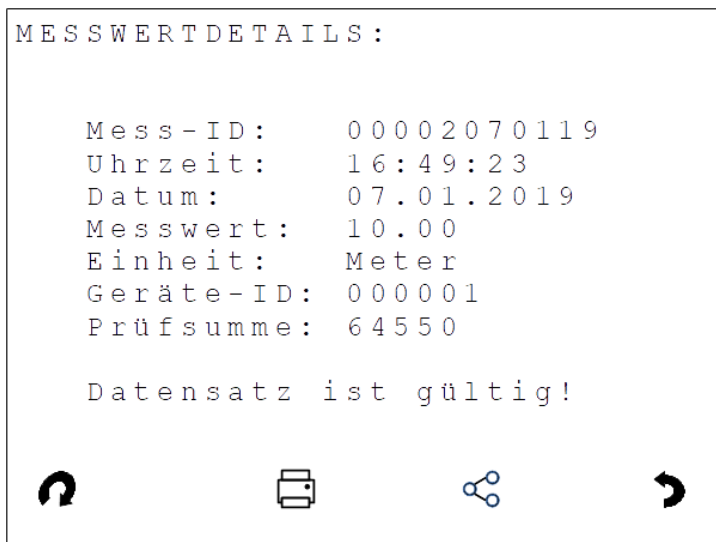 MESSWERTDETAILS:
Mess-ID: 00002070119
Uhrzeit: 16:49:23
Datum: 07.01.2019
Messwert: 10.00
Einheit: Meter
Geräte-ID: 000001
Prüfsumme: 64550
Datensatz ist gültig!